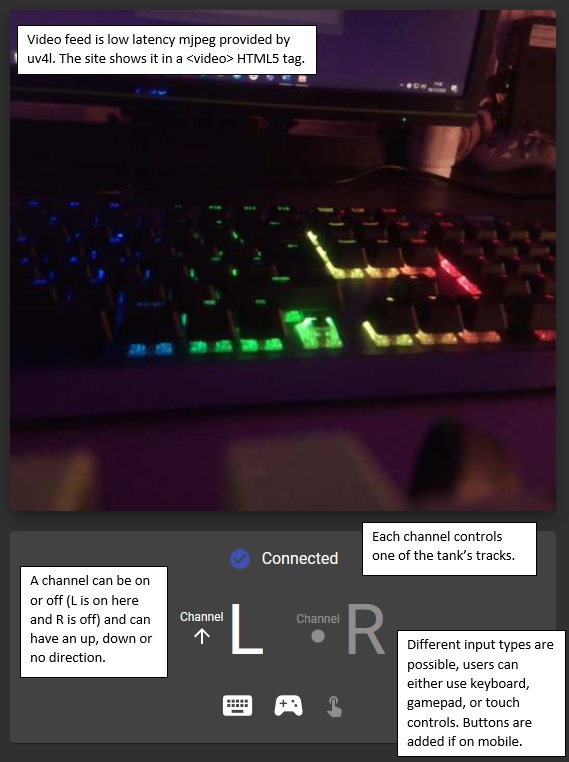 Video feed is low latency mjpeg provided by
uv4l. The site shows it in a <video> HTML5 tag.
Each channel controls
one of the tank's tracks.
Connected
A channel can be on
or off (L is on here
and R is off) and can
have an up, down or
no direction.
Channel L
Channel R
Different input types are
possible, users can
either use keyboard,
gamepad, or touch
controls. Buttons are
added if on mobile.